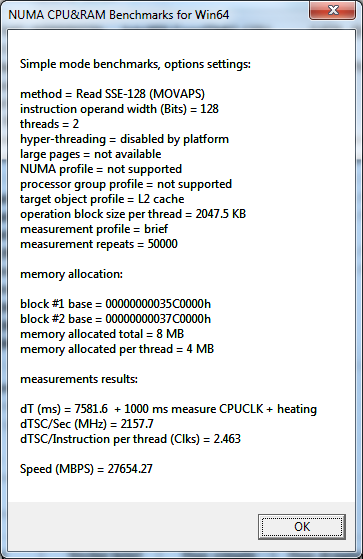 NUMA CPU&RAM Benchmarks for Win64
Simple mode benchmarks, options settings:
method = Read SSE-128 (MOVAPS)
instruction operand width (Bits) = 128
threads = 2
hyper-threading = disabled by platform
large pages = not available
NUMA profile = not supported
processor group profile = not supported
target object profile = L2 cache
operation block size per thread = 2047.5 KB
measurement profile = brief
measurement repeats = 50000
memory allocation:
block #1 base = 00000000035C0000h
block #2 base = 00000000037C0000h
memory allocated total = 8 MB
memory allocated per thread = 4 MB
measurements results:
dT (ms) = 7581.6  + 1000 ms measure CPUCLK + heating
dTSC/Sec (MHz) = 2157.7
dTSC/Instruction per thread (Clks) = 2.463
Speed (MBPS) = 27654.27
OK